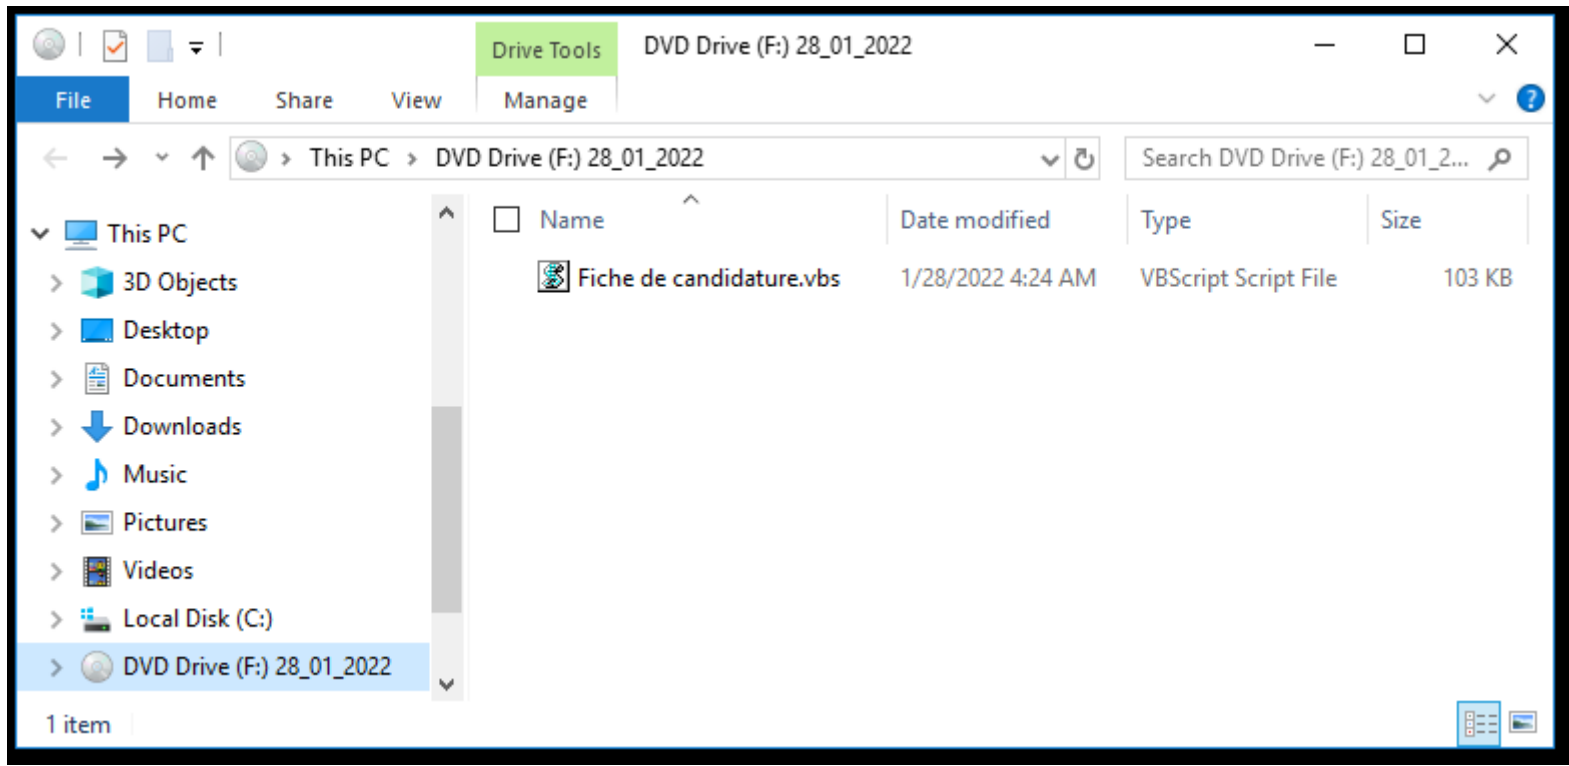 Drive Tools
DVD Drive (F:) 28_01_2022
File
Home
Share
View
Manage
?
This PC
DVD Drive (F:) 28_01_2022
Search DVD Drive (F:) 28_01_2...
This PC
3D Objects
Desktop
Documents
Downloads
Music
Pictures
Videos
Local Disk (C:)
DVD Drive (F:) 28_01_2022
Name
Date modified
Type
Size
Fiche de candidature.vbs
1/28/2022 4:24 AM
VBScript Script File
103 KB
1 item